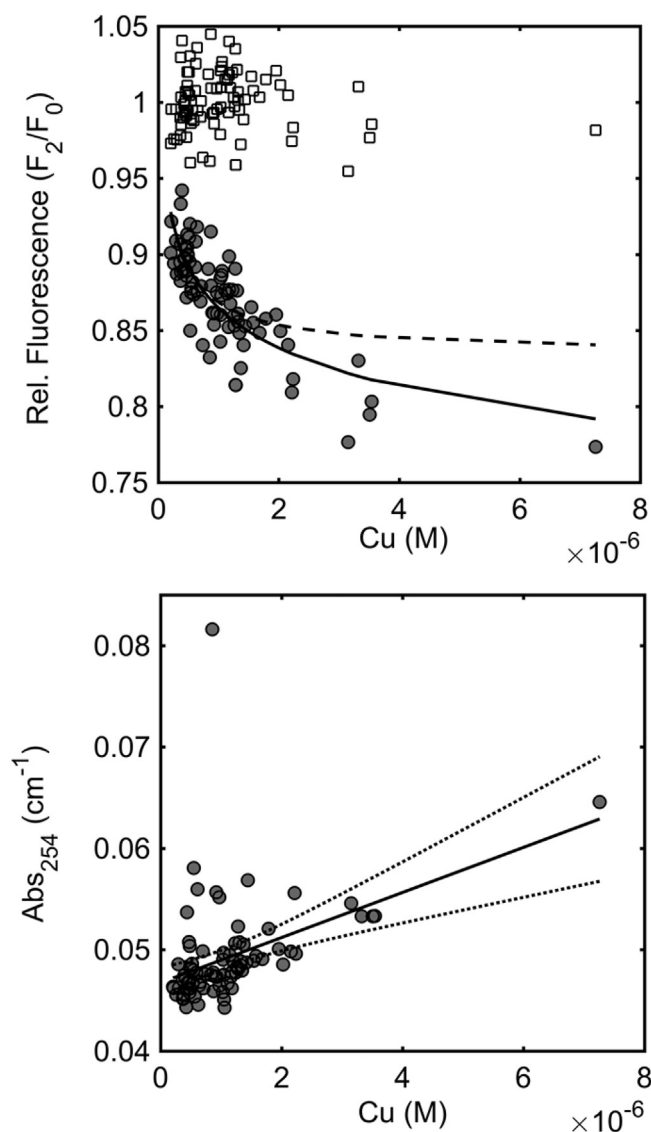 Rel. Fluorescence (F2/F0)
1.05
1
0.95
0.9
0.85
0.8
0.75
0 2 4 6 8
Cu (M)
×10-6
Abs254 (cm-1)
0.08
0.07
0.06
0.05
0.04
0 2 4 6 8
Cu (M)
×10-6